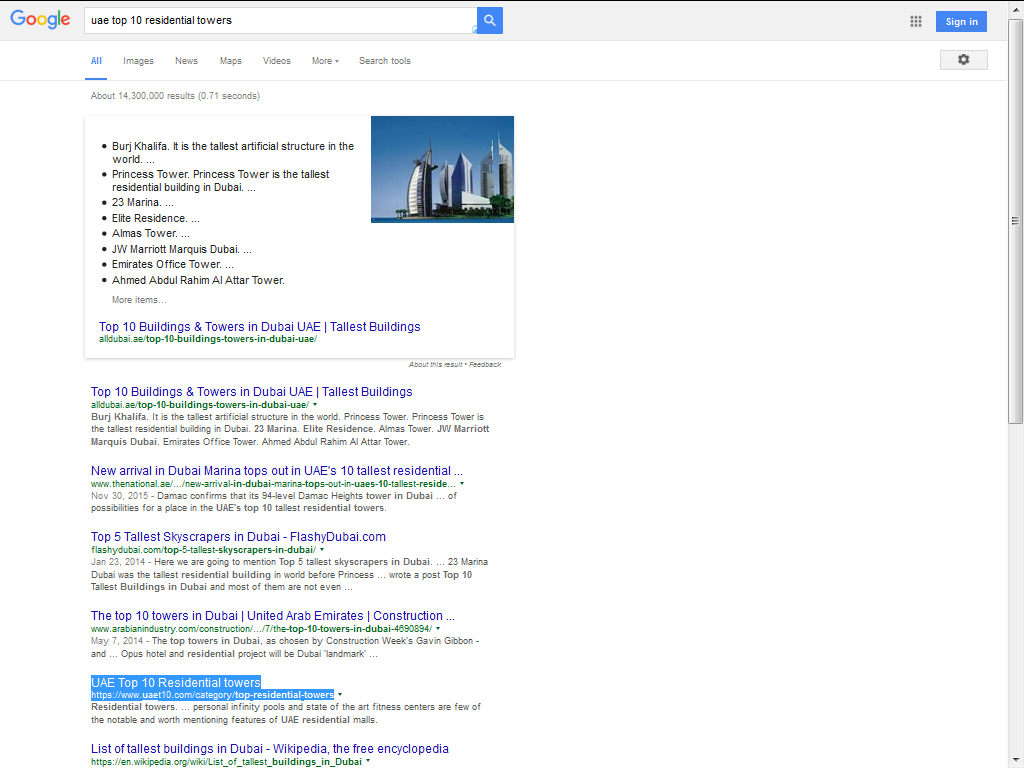 Google
uae top 10 residential towers
Sign in
All Images News Maps Videos More Search tools
About 14,300,000 results (0.71 seconds)
Burj Khalifa. It is the tallest artificial structure in the
world. ...
Princess Tower. Princess Tower is the tallest
residential building in Dubai. ...
23 Marina. ...
Elite Residence. ...
Almas Tower. ...
JW Marriott Marquis Dubai. ...
Emirates Office Tower. ...
Ahmed Abdul Rahim Al Attar Tower.
More items...
Top 10 Buildings & Towers in Dubai UAE | Tallest Buildings
alldubai.ae/top-10-buildings-towers-in-dubai-uae/
About this result • Feedback
Top 10 Buildings & Towers in Dubai UAE | Tallest Buildings
alldubai.ae/top-10-buildings-towers-in-dubai-uae/
Burj Khalifa. It is the tallest artificial structure in the world. Princess Tower. Princess Tower is
the tallest residential building in Dubai. 23 Marina. Elite Residence. Almas Tower. JW Marriott
Marquis Dubai. Emirates Office Tower. Ahmed Abdul Rahim Al Attar Tower.
New arrival in Dubai Marina tops out in UAE's 10 tallest residential ...
www.thenational.ae/.../new-arrival-in-dubai-marina-tops-out-in-uaes-10-tallest-reside...
Nov 30, 2015 - Damac confirms that its 94-level Damac Heights tower in Dubai ... of
possibilities for a place in the UAE's top 10 tallest residential towers.
Top 5 Tallest Skyscrapers in Dubai - FlashyDubai.com
flashydubai.com/top-5-tallest-skyscrapers-in-dubai/
Jan 23, 2014 - Here we are going to mention Top 5 tallest skyscrapers in Dubai. ... 23 Marina
Dubai was the tallest residential building in world before Princess ... wrote a post Top 10
Tallest Buildings in Dubai and most of them are not even ...
The top 10 towers in Dubai | United Arab Emirates | Construction ...
www.arabianindustry.com/construction/.../7/the-top-10-towers-in-dubai-4690894/
May 7, 2014 - The top towers in Dubai, as chosen by Construction Week's Gavin Gibbon -
and ... Opus hotel and residential project will be Dubai 'landmark' ...
UAE Top 10 Residential towers
https://www.uaet10.com/category/top-residential-towers
Residential towers. ... personal infinity pools and state of the art fitness centers are few of
the notable and worth mentioning features of UAE residential malls.
List of tallest buildings in Dubai - Wikipedia, the free encyclopedia
https://en.wikipedia.org/wiki/List_of_tallest_buildings_in_Dubai